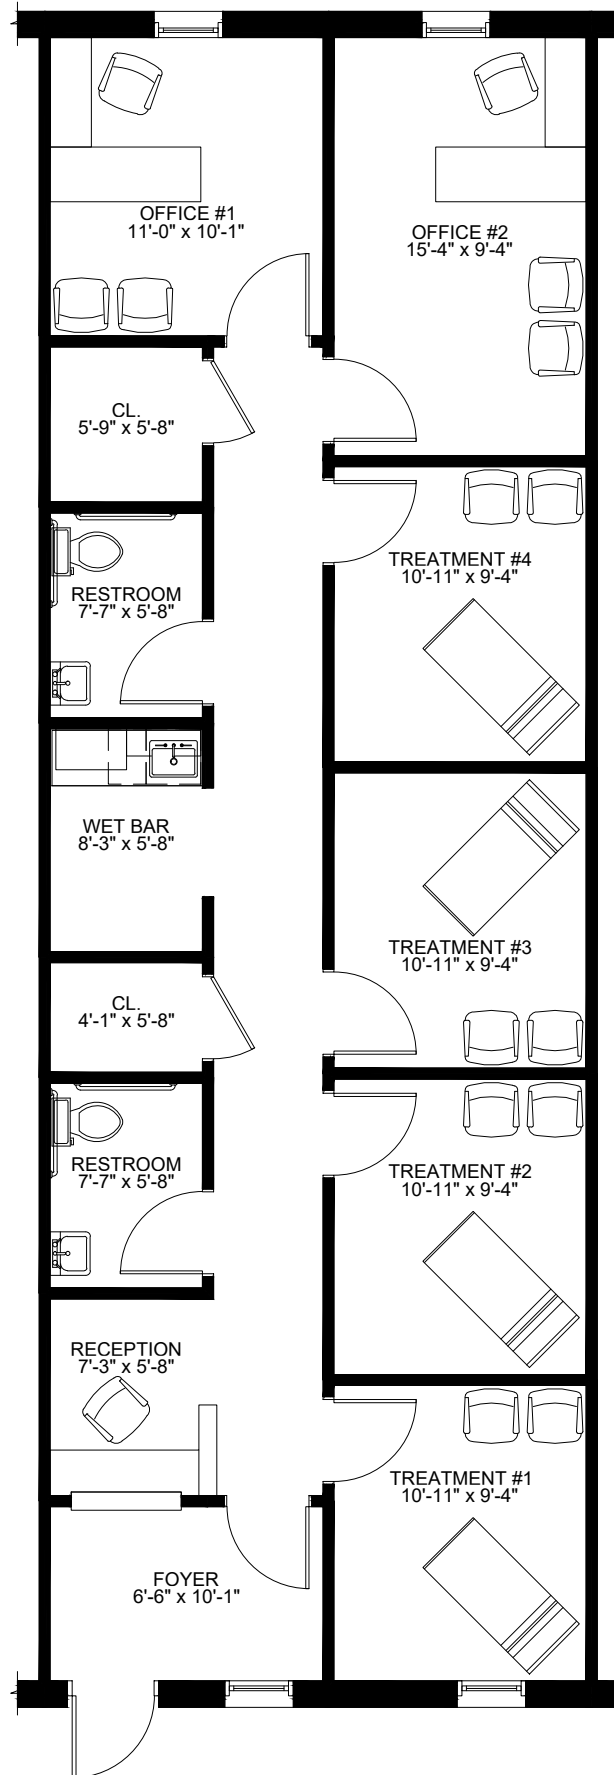 OFFICE #1
11'-0" x 10'-1"
OFFICE #2
15'-4" x 9'-4"
CL.
5'-9" x 5'-8"
TREATMENT #4
10'-11" x 9'-4"
RESTROOM
7'-7" x 5'-8"
WET BAR
8'-3" x 5'-8"
TREATMENT #3
10'-11" x 9'-4"
CL.
4'-1" x 5'-8"
RESTROOM
7'-7" x 5'-8"
TREATMENT #2
10'-11" x 9'-4"
RECEPTION
7'-3" x 5'-8"
TREATMENT #1
10'-11" x 9'-4"
FOYER
6'-6" x 10'-1"